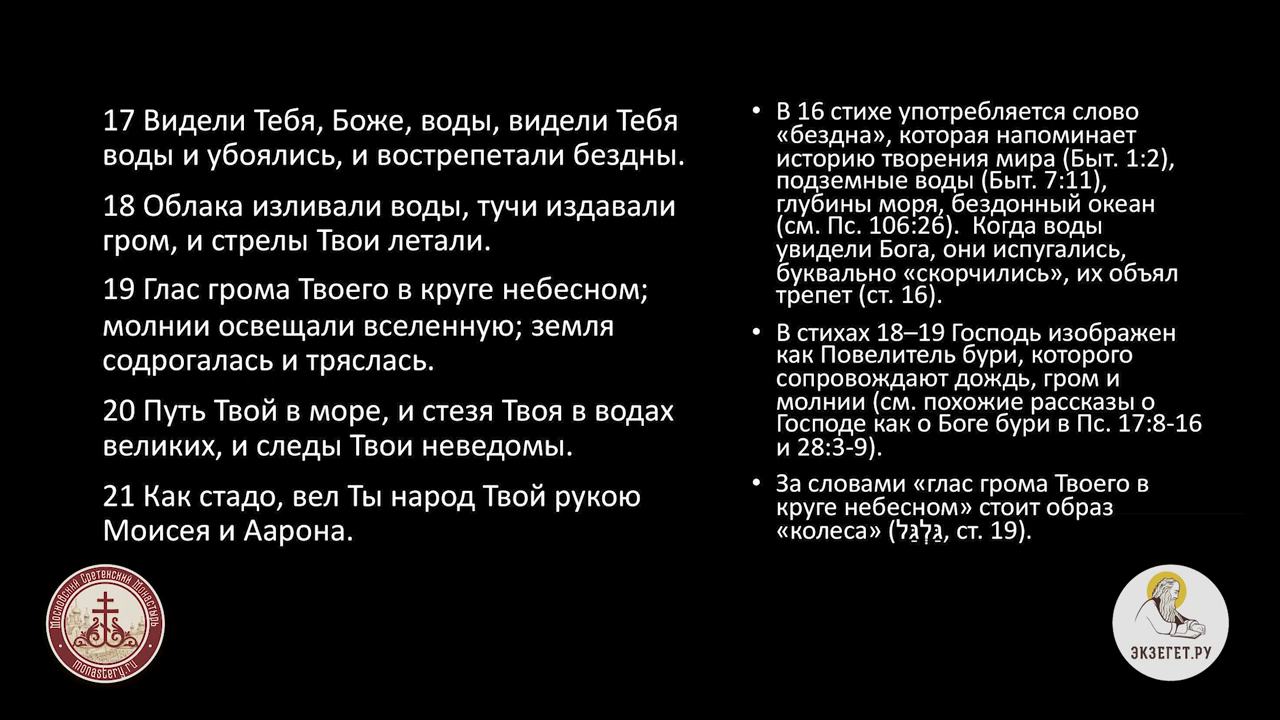 17 Видели Тебя, Боже, воды, видели Тебя
воды и убоялись, и вострепетали бездны.
18 Облака изливали воды, тучи издавали
гром, и стрелы Твои летали.
19 Глас грома Твоего в круге небесном;
молнии освещали вселенную; земля
содрогалась и тряслась.
20 Путь Твой в море, и стезя Твоя в водах
великих, и следы Твои неведомы.
21 Как стадо, вел Ты народ Твой рукою
Моисея и Аарона.
• В 16 стихе употребляется слово
«бездна», которая напоминает
историю творения мира (Быт. 1:2),
подземные воды (Быт. 7:11),
глубины моря, бездонный океан
(см. Пс. 106:26). Когда воды
увидели Бога, они испугались,
буквально «скорчились», их объял
трепет (ст. 16).
• В стихах 18–19 Господь изображен
как Повелитель бури, которого
сопровождают дождь, гром и
молнии (см. похожие рассказы о
Господе как о Боге бури в Пс. 17:8-16
и 28:3-9).
• За словами «глас грома Твоего в
круге небесном» стоит образ
«колеса» (גַּלְגַּל, ст. 19).
Московский Сретенский Монастырь
monastery.ru
ЭКЗЕГЕТ.РУ